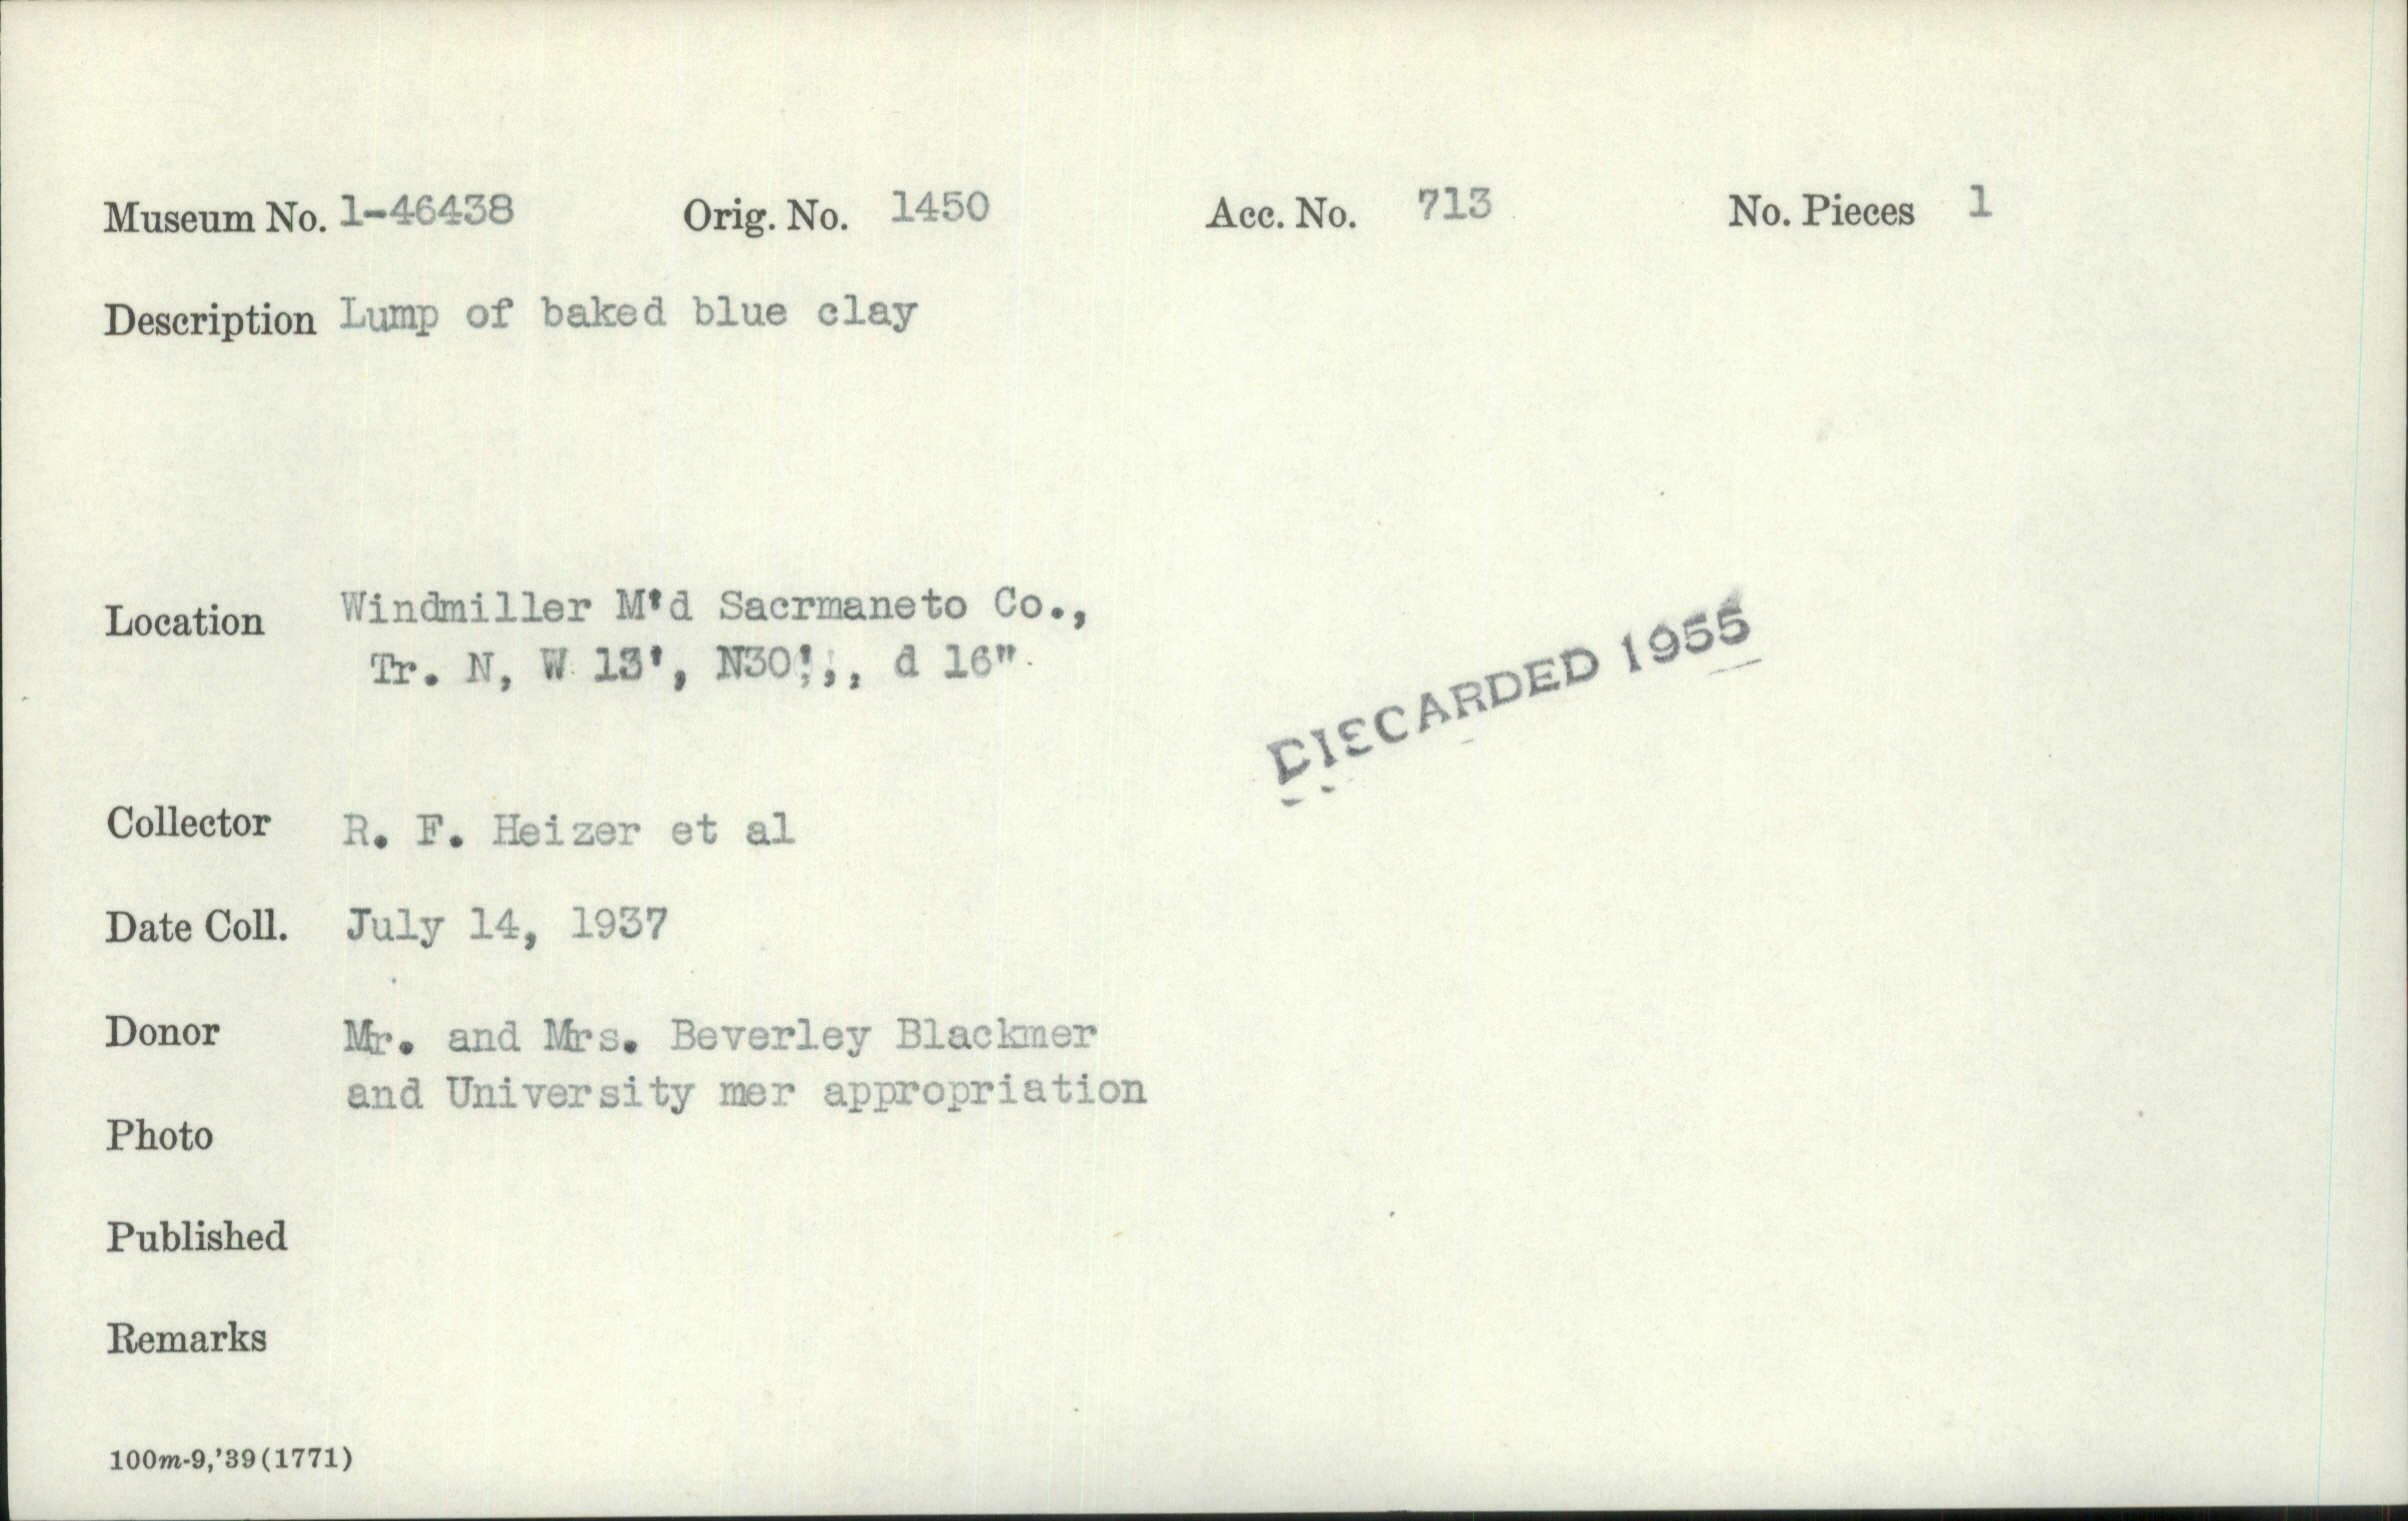 Museum No. 1-46438 Orig. No. 1450 Acc. No. 713 No. Pieces 1
Description Lump of baked blue clay
Location Windmiller M'd Sacrmaneto Co.,
Tr. N, W 13', N30',, d 16"
DISCARDED 1955
Collector R. F. Heizer et al
Date Coll. July 14, 1937
Donor Mr. and Mrs. Beverley Blackmer
and University mer appropriation
Photo
Published
Remarks
100m-9,'39(1771)